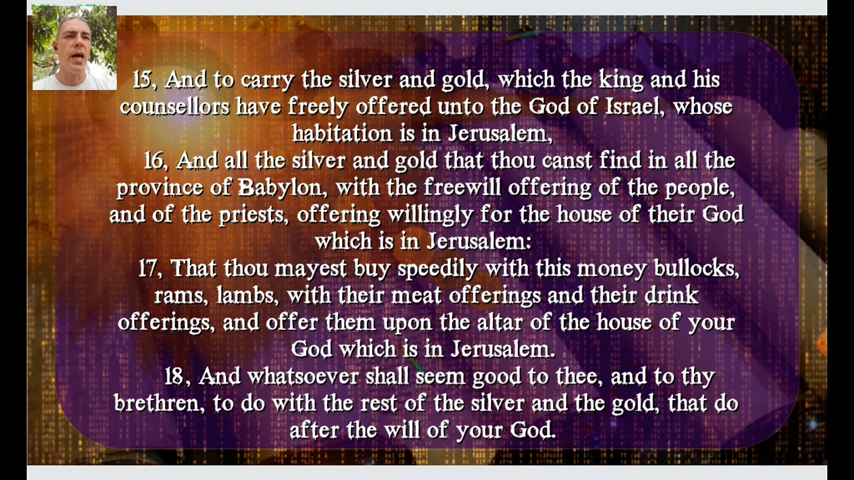 15, And to carry the silver and gold, which the king and his
counsellors have freely offered unto the God of Israel, whose
habitation is in Jerusalem,
16, And all the silver and gold that thou canst find in all the
province of Babylon, with the freewill offering of the people,
and of the priests, offering willingly for the house of their God
which is in Jerusalem:
17, That thou mayest buy speedily with this money bullocks,
rams, lambs, with their meat offerings and their drink
offerings, and offer them upon the altar of the house of your
God which is in Jerusalem.
18, And whatsoever shall seem good to thee, and to thy
brethren, to do with the rest of the silver and the gold, that do
after the will of your God.